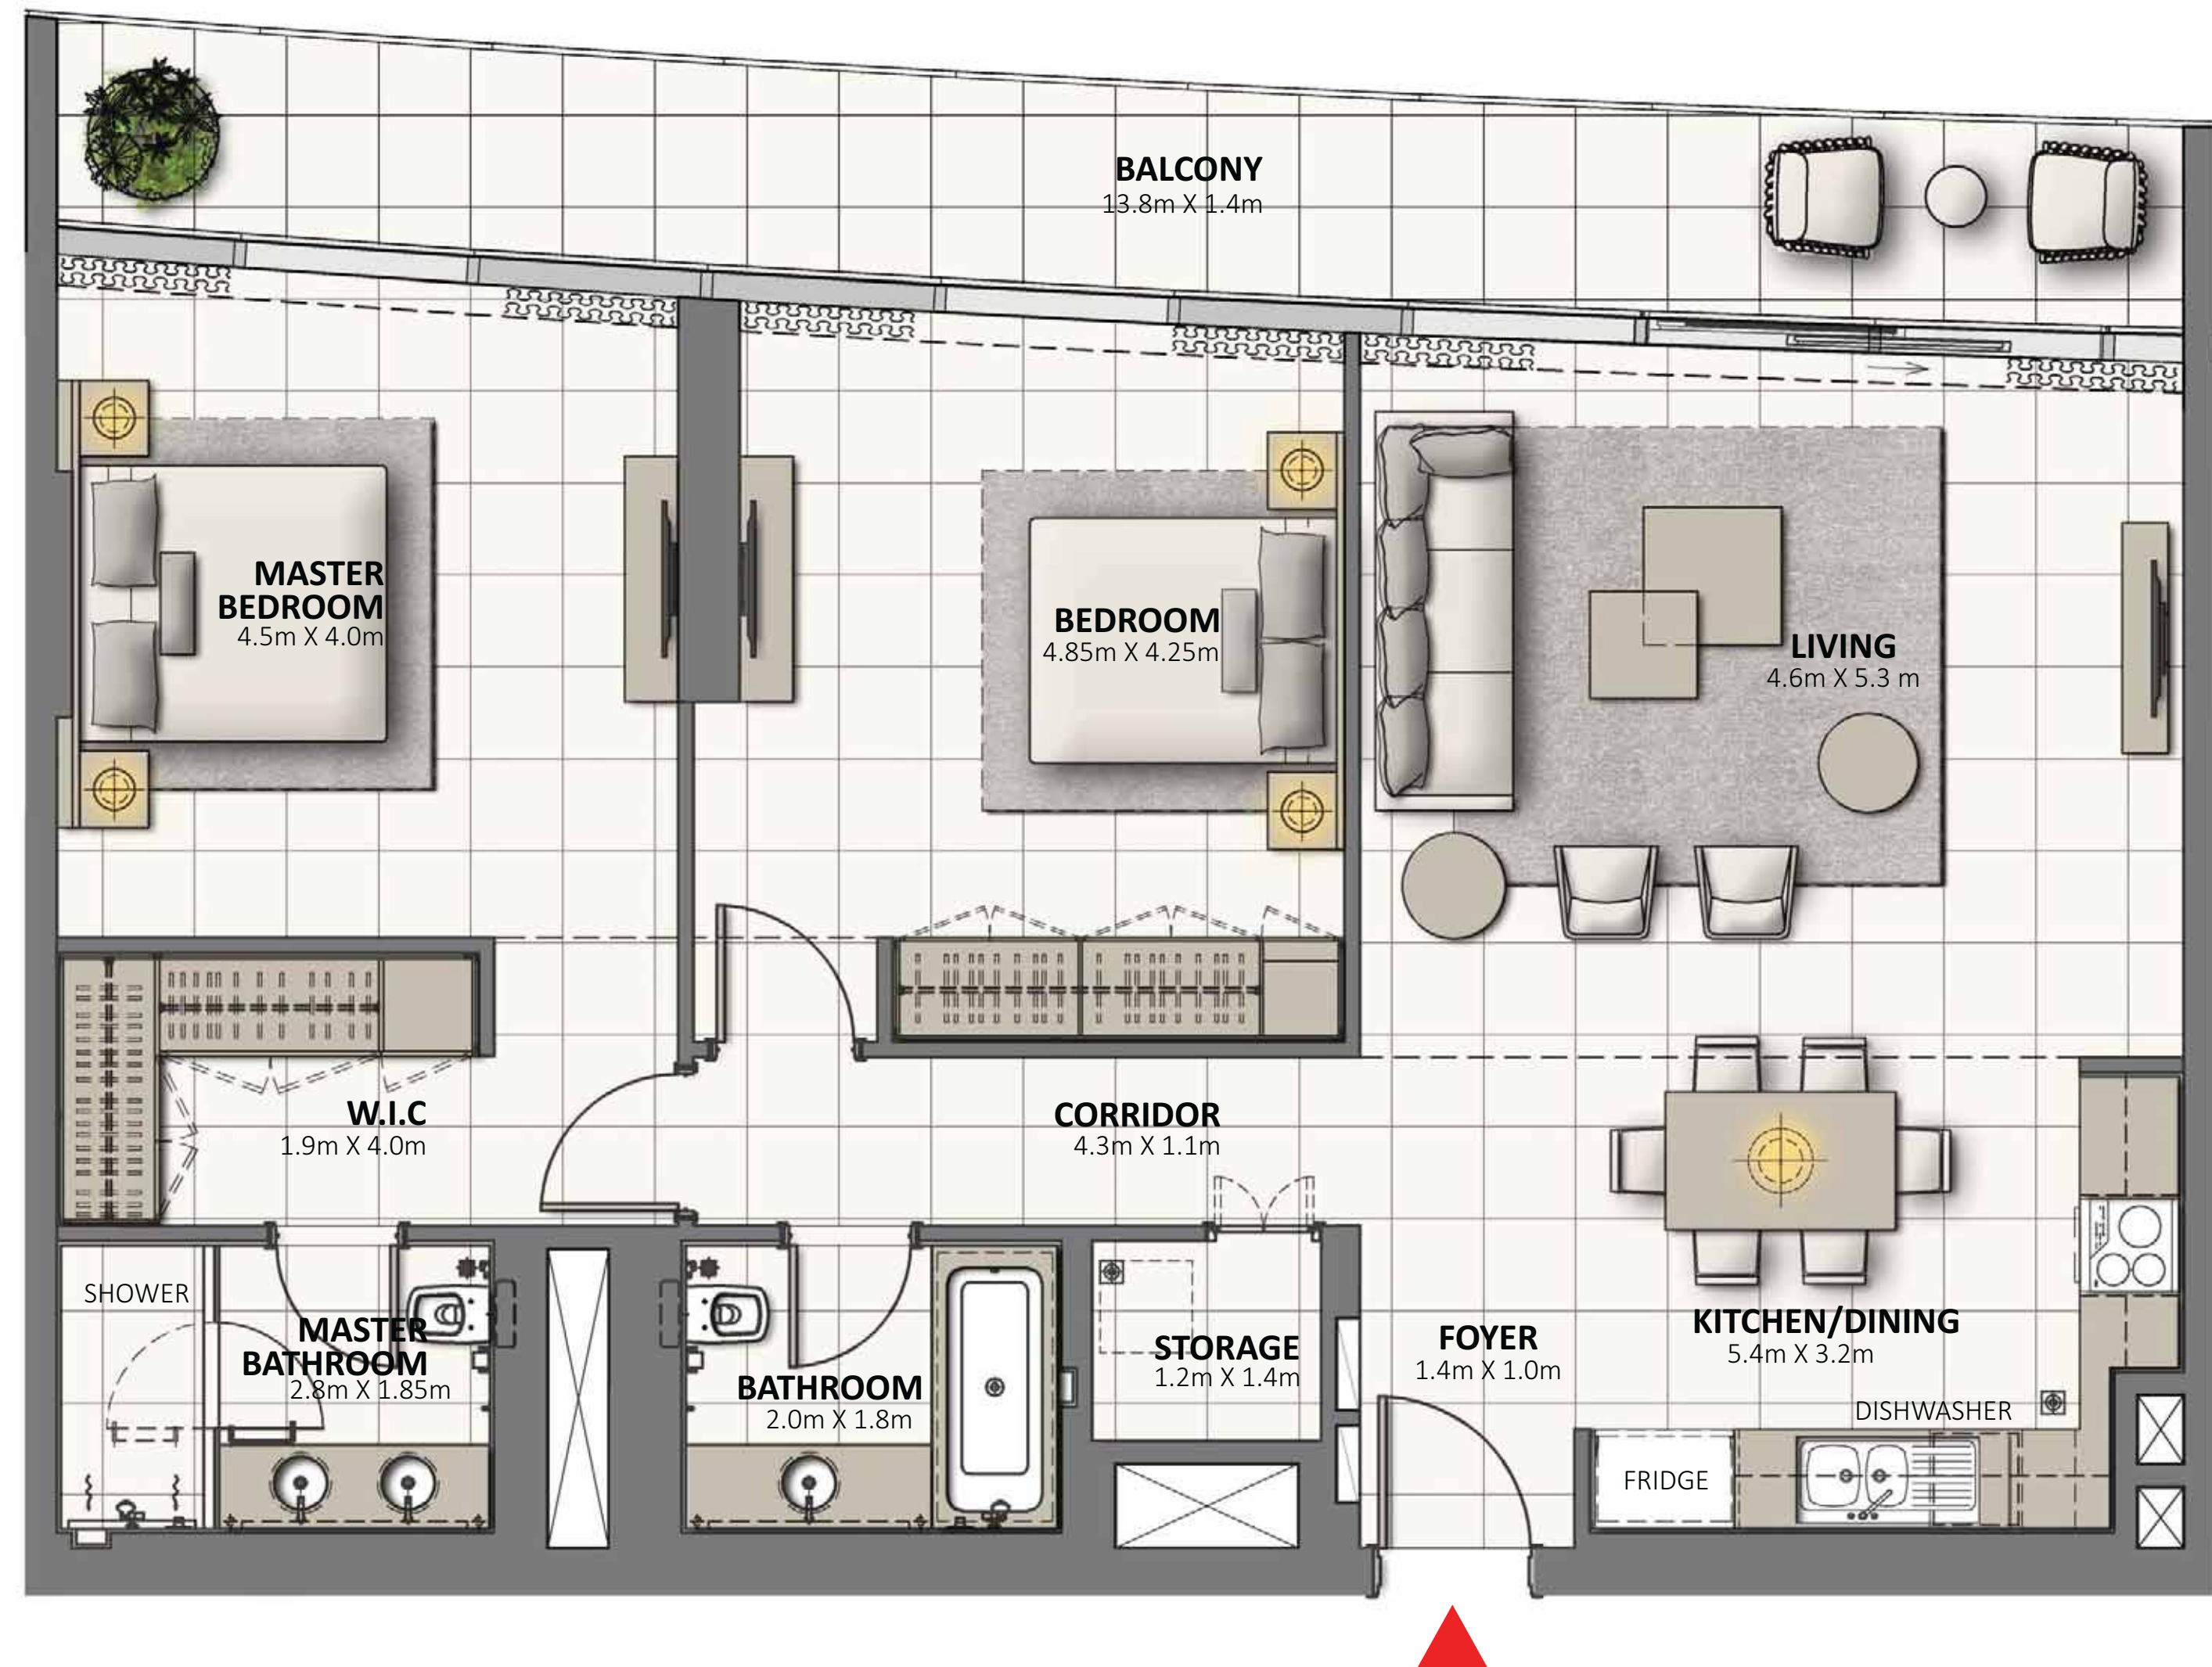 BALCONY
13.8m X 1.4m
MASTER
BEDROOM
4.5m X 4.0m
BEDROOM
4.85m X 4.25m
LIVING
4.6m X 5.3 m
W.I.C
1.9m X 4.0m
CORRIDOR
4.3m X 1.1m
SHOWER
MASTER
BATHROOM
2.8m X 1.85m
BATHROOM
2.0m X 1.8m
STORAGE
1.2m X 1.4m
FOYER
1.4m X 1.0m
KITCHEN/DINING
5.4m X 3.2m
DISHWASHER
FRIDGE